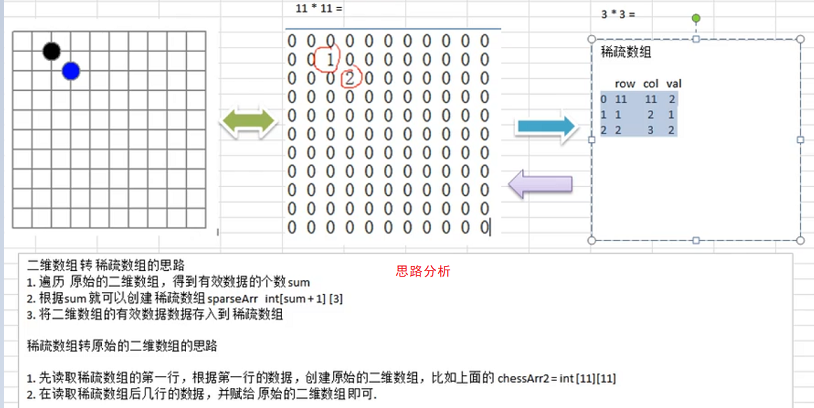 11 * 11 =
3 * 3 =
0 0 0 0 0 0 0 0 0 0 0
0 0 1 0 0 0 0 0 0 0 0
0 0 0 2 0 0 0 0 0 0 0
0 0 0 0 0 0 0 0 0 0 0
0 0 0 0 0 0 0 0 0 0 0
0 0 0 0 0 0 0 0 0 0 0
0 0 0 0 0 0 0 0 0 0 0
0 0 0 0 0 0 0 0 0 0 0
0 0 0 0 0 0 0 0 0 0 0
0 0 0 0 0 0 0 0 0 0 0
0 0 0 0 0 0 0 0 0 0 0
稀疏数组
row col val
0 11 11 2
1 1 2 1
2 2 3 2
思路分析
二维数组 转 稀疏数组的思路
1. 遍历 原始的二维数组，得到有效数据的个数 sum
2. 根据sum 就可以创建 稀疏数组 sparseArr int[sum + 1] [3]
3. 将二维数组的有效数据数据存入到 稀疏数组
稀疏数组转原始的二维数组的思路
1. 先读取稀疏数组的第一行，根据第一行的数据，创建原始的二维数组，比如上面的 chessArr2 = int [11][11]
2. 在读取稀疏数组后几行的数据，并赋给 原始的二维数组 即可.